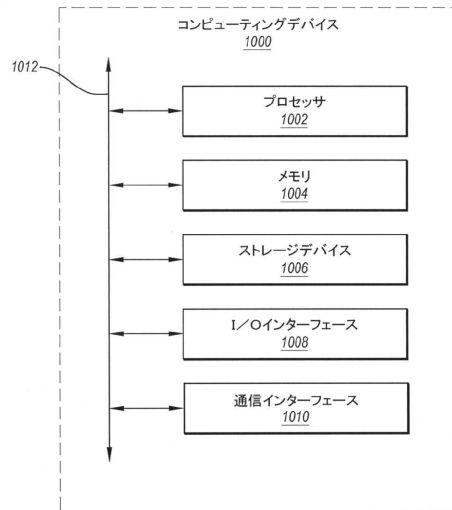 コンピューティングデバイス
1000
1012
プロセッサ
1002
メモリ
1004
ストレージデバイス
1006
I／Oインターフェース
1008
通信インターフェース
1010